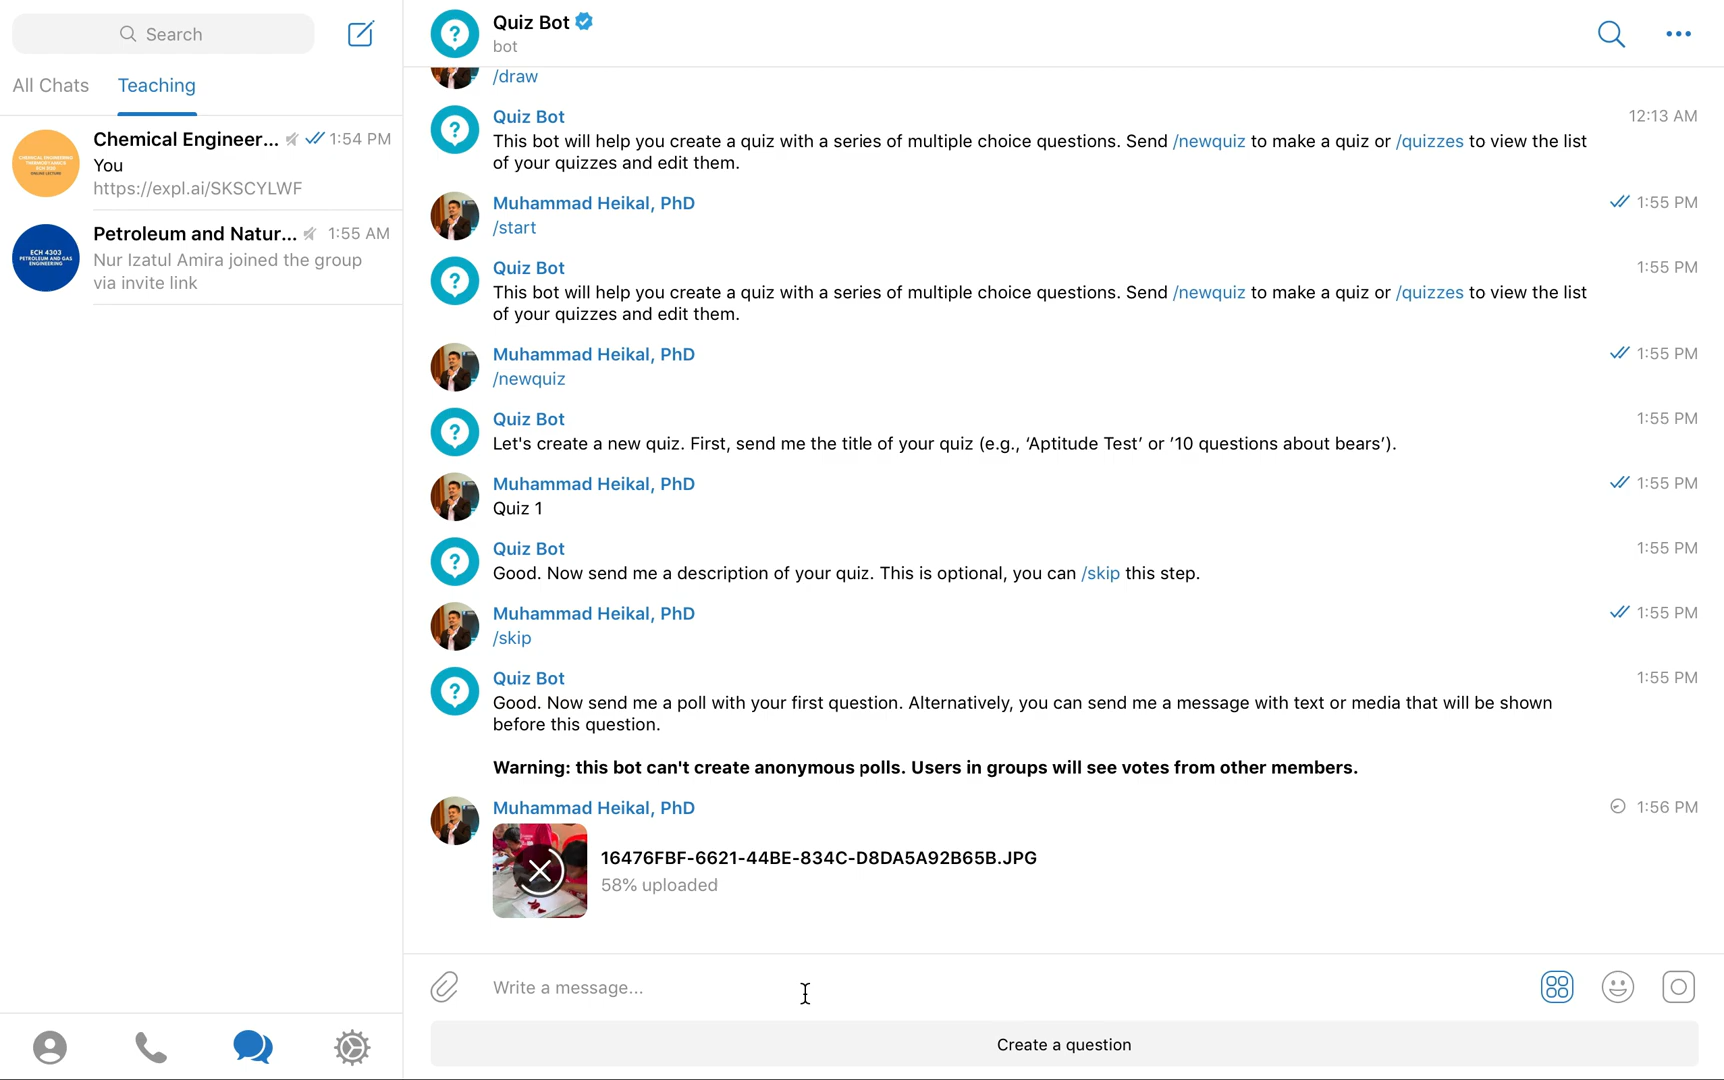 Search
All Chats
Teaching
Chemical Engineer... 1:54 PM
You
https://expl.ai/SKSCYLWF
Petroleum and Natur... 1:55 AM
Nur Izatul Amira joined the group
via invite link
CHEMICAL ENGINEERING
THERMODYNAMICS
ONLINE LECTURE
ECH 4303
PETROLEUM AND GAS
ENGINEERING
Quiz Bot
bot
/draw
Quiz Bot 12:13 AM
This bot will help you create a quiz with a series of multiple choice questions. Send /newquiz to make a quiz or /quizzes to view the list
of your quizzes and edit them.
Muhammad Heikal, PhD 1:55 PM
/start
Quiz Bot 1:55 PM
This bot will help you create a quiz with a series of multiple choice questions. Send /newquiz to make a quiz or /quizzes to view the list
of your quizzes and edit them.
Muhammad Heikal, PhD 1:55 PM
/newquiz
Quiz Bot 1:55 PM
Let's create a new quiz. First, send me the title of your quiz (e.g., ‘Aptitude Test’ or ’10 questions about bears’).
Muhammad Heikal, PhD 1:55 PM
Quiz 1
Quiz Bot 1:55 PM
Good. Now send me a description of your quiz. This is optional, you can /skip this step.
Muhammad Heikal, PhD 1:55 PM
/skip
Quiz Bot 1:55 PM
Good. Now send me a poll with your first question. Alternatively, you can send me a message with text or media that will be shown
before this question.
Warning: this bot can't create anonymous polls. Users in groups will see votes from other members.
Muhammad Heikal, PhD 1:56 PM
16476FBF-6621-44BE-834C-D8DA5A92B65B.JPG
58% uploaded
Write a message...
Create a question